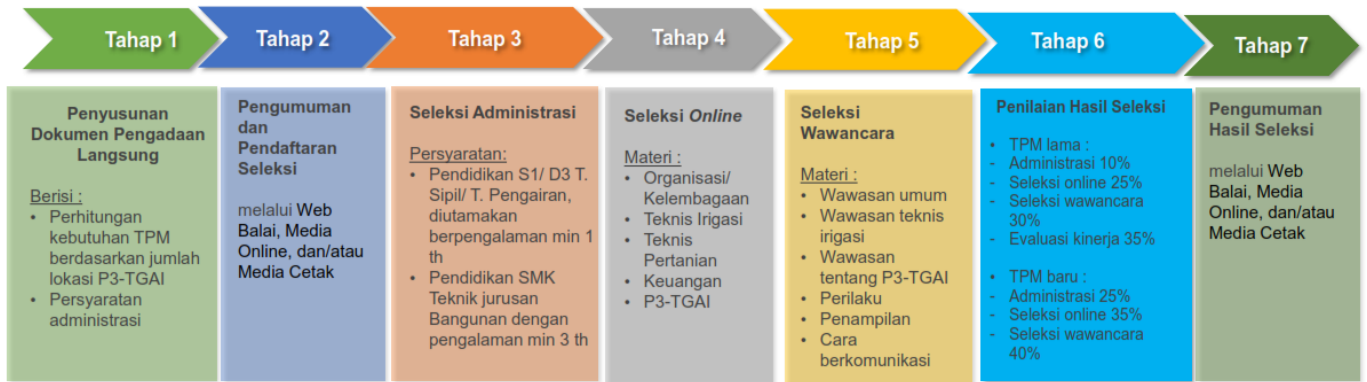 Tahap 1
Tahap 2
Tahap 3
Tahap 4
Tahap 5
Tahap 6
Tahap 7
Penyusunan
Dokumen Pengadaan
Langsung
Berisi :
• Perhitungan
kebutuhan TPM
berdasarkan jumlah
lokasi P3-TGAI
• Persyaratan
administrasi
Pengumuman
dan
Pendaftaran
Seleksi
melalui Web
Balai, Media
Online, dan/atau
Media Cetak
Seleksi Administrasi
Persyaratan:
• Pendidikan S1/ D3 T.
Sipil/ T. Pengairan,
diutamakan
berpengalaman min 1
th
• Pendidikan SMK
Teknik jurusan
Bangunan dengan
pengalaman min 3 th
Seleksi Online
Materi :
• Organisasi/
Kelembagaan
• Teknis Irigasi
• Teknis
Pertanian
• Keuangan
• P3-TGAI
Seleksi
Wawancara
Materi :
• Wawasan umum
• Wawasan teknis
irigasi
• Wawasan
tentang P3-TGAI
• Perilaku
• Penampilan
• Cara
berkomunikasi
Penilaian Hasil Seleksi
• TPM lama :
- Administrasi 10%
- Seleksi online 25%
- Seleksi wawancara
30%
- Evaluasi kinerja 35%
• TPM baru :
- Administrasi 25%
- Seleksi online 35%
- Seleksi wawancara
40%
Pengumuman
Hasil Seleksi
melalui Web
Balai, Media
Online, dan/atau
Media Cetak